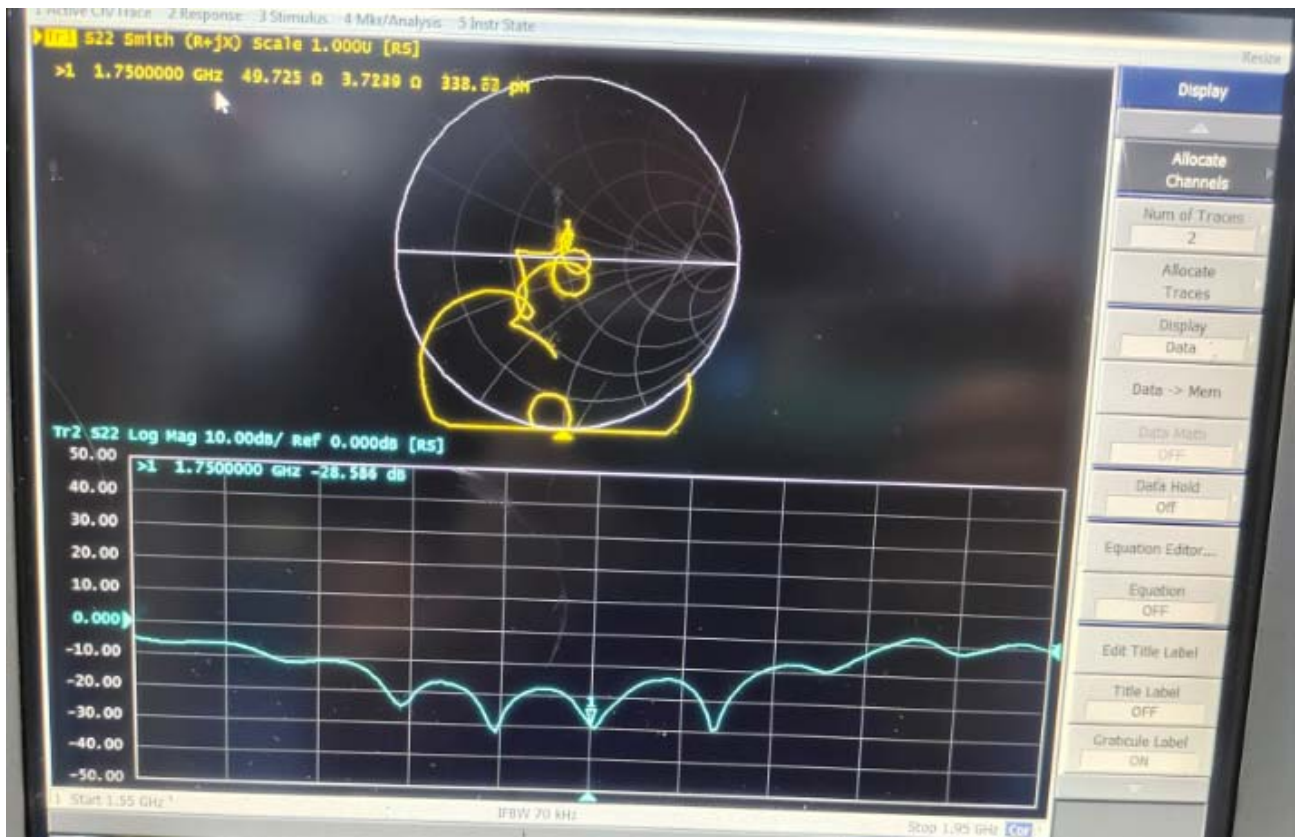 1 Active Ch/Trace 2 Response 3 Stimulus 4 Mkr/Analysis 5 Instr State
Resize
Tr1 S22 Smith (R+jX) Scale 1.000U [RS]
>1 1.7500000 GHz 49.725 Ω 3.7289 Ω pH
Display
Allocate
Channels
Num of Traces
2
Allocate
Traces
Display
Data
Data -> Mem
Data Math
OFF
Data Hold
Off
Equation Editor...
Equation
OFF
Edit Title Label
Title Label
OFF
Graticule Label
ON
1
Tr2 S22 Log Mag 10.00dB/ Ref 0.000dB [RS]
>1 1.7500000 GHz -28.586 dB
50.00
40.00
30.00
20.00
10.00
0.000
-10.00
-20.00
-30.00
-40.00
-50.00
1
1 Start 1.55 GHz
IFBW 70 kHz
Stop 1.95 GHz Cor